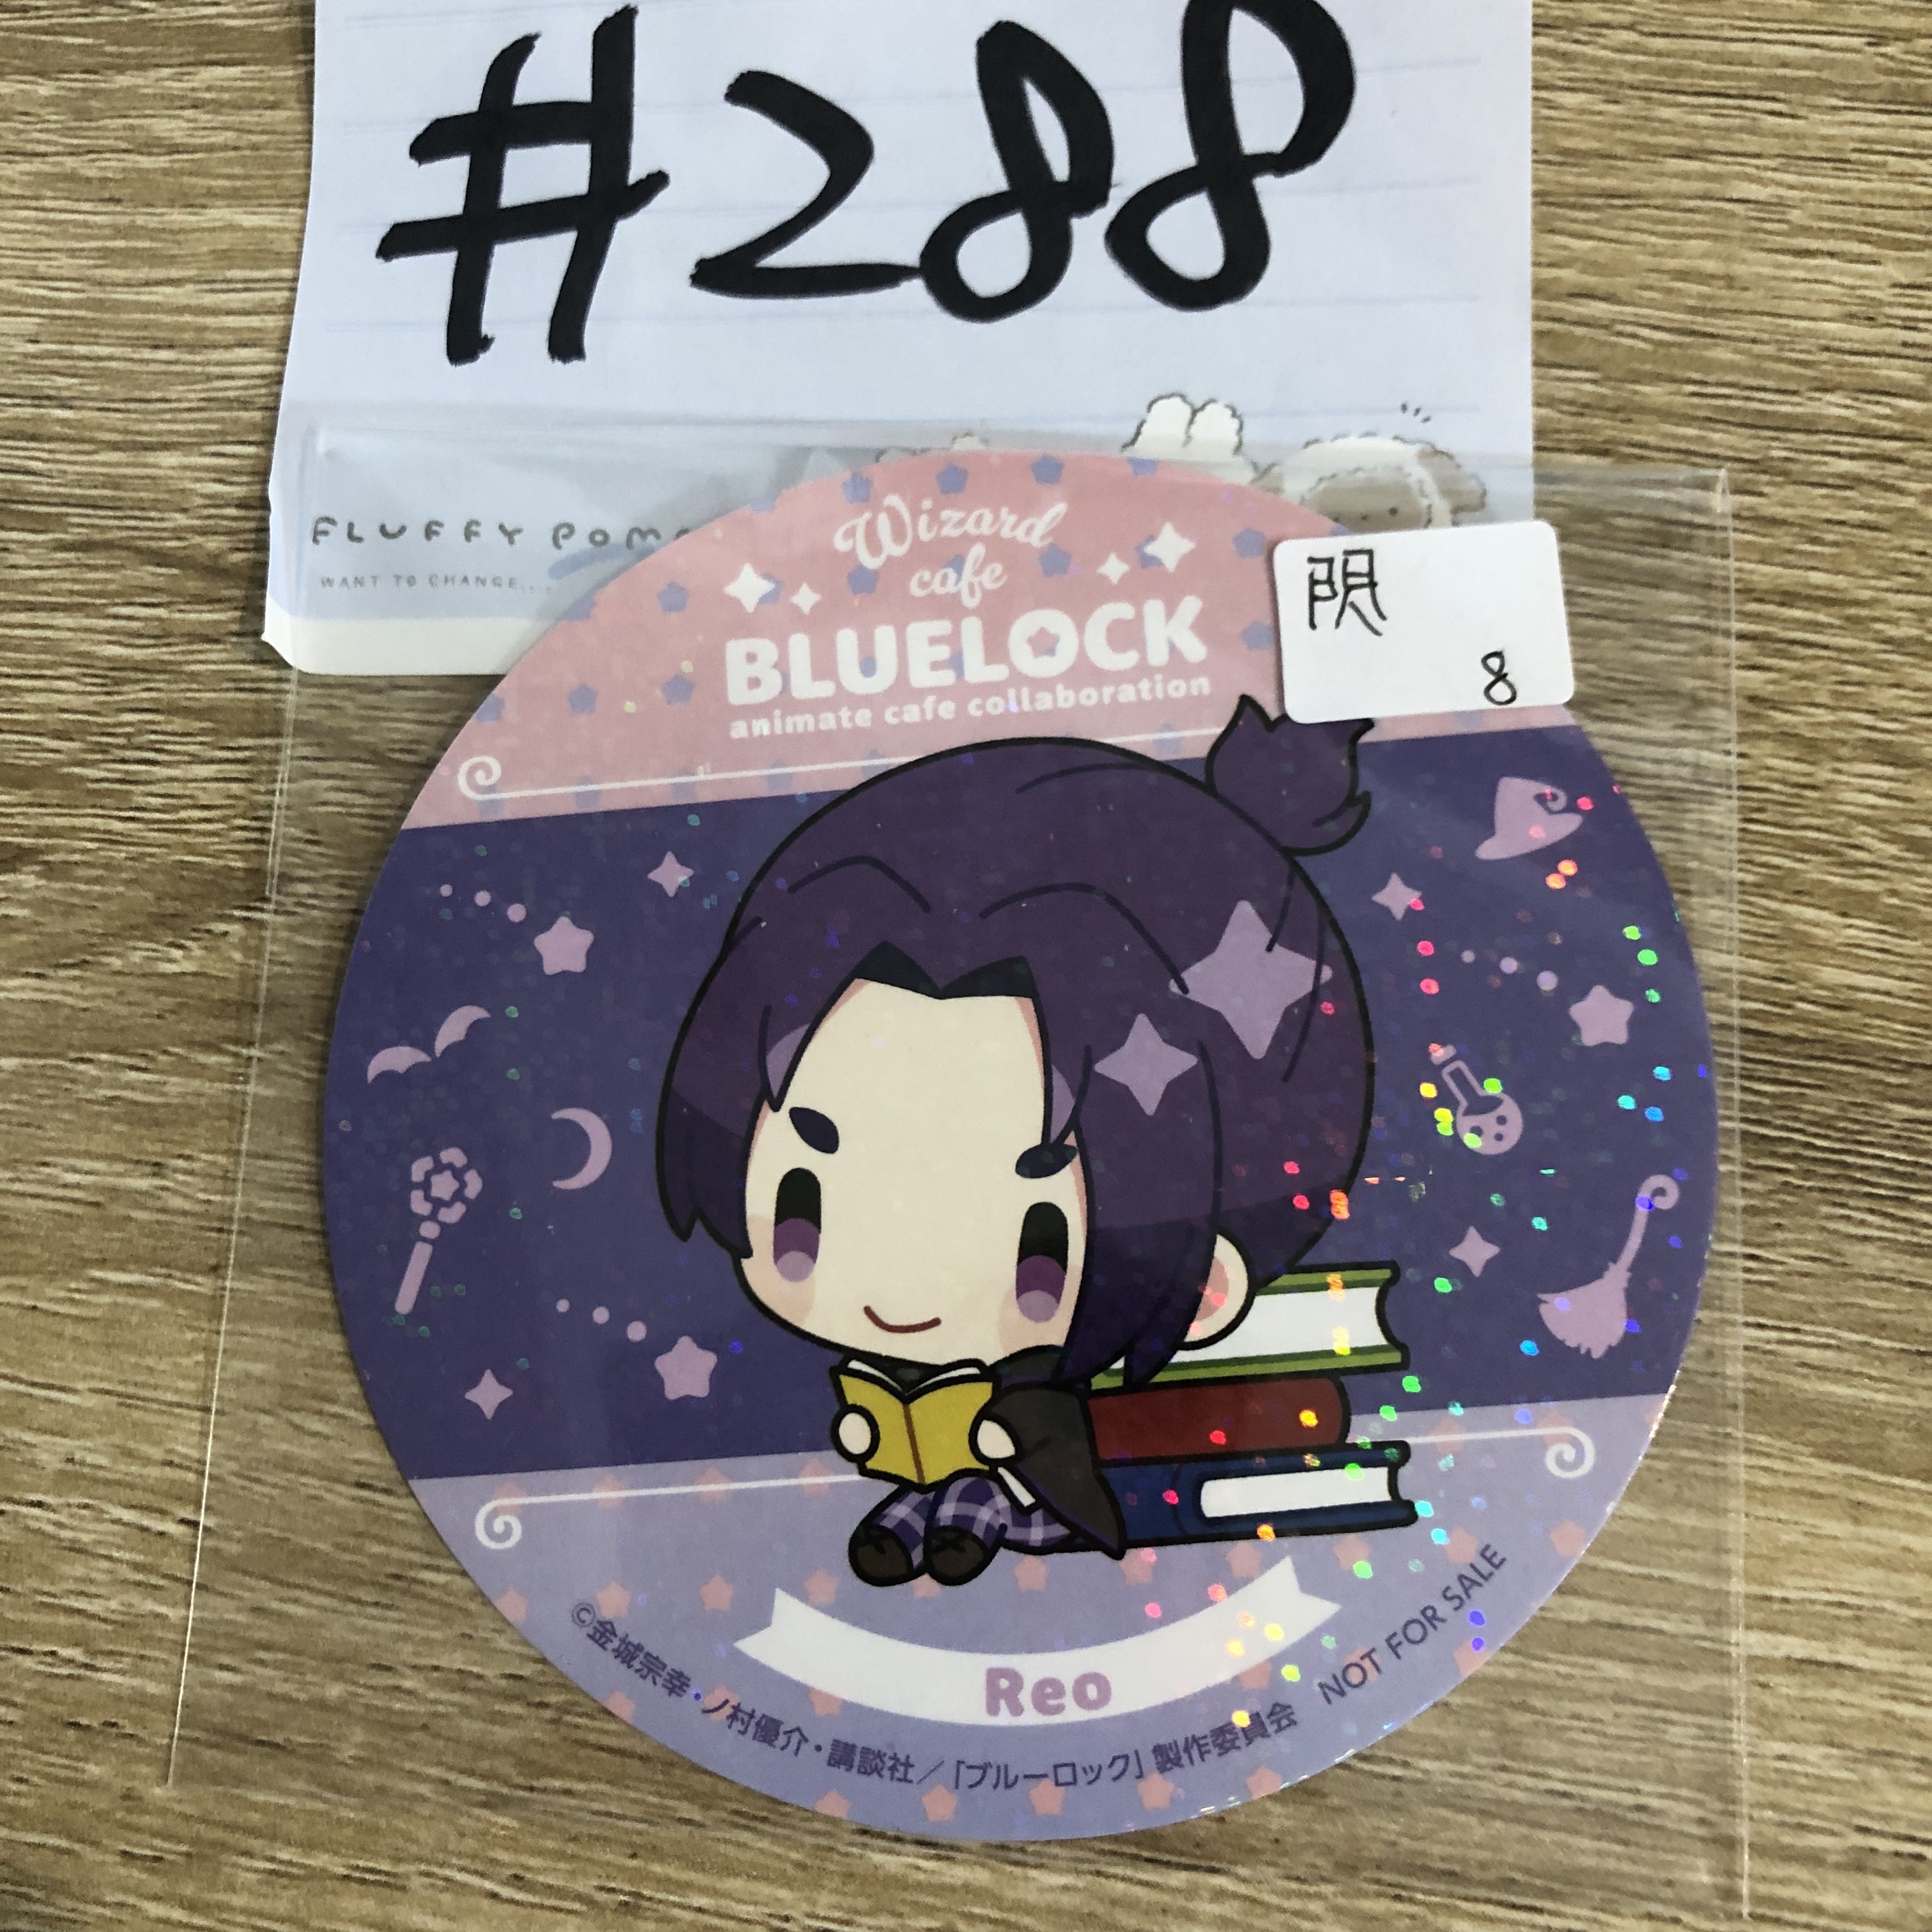 #288
FLUFFY POM
WANT TO CHANGE....
Wizard
cafe
BLUELOCK
animate cafe collaboration
閃
8
Reo
©金城宗幸・ノ村優介・講談社／「ブルーロック」製作委員会 NOT FOR SALE